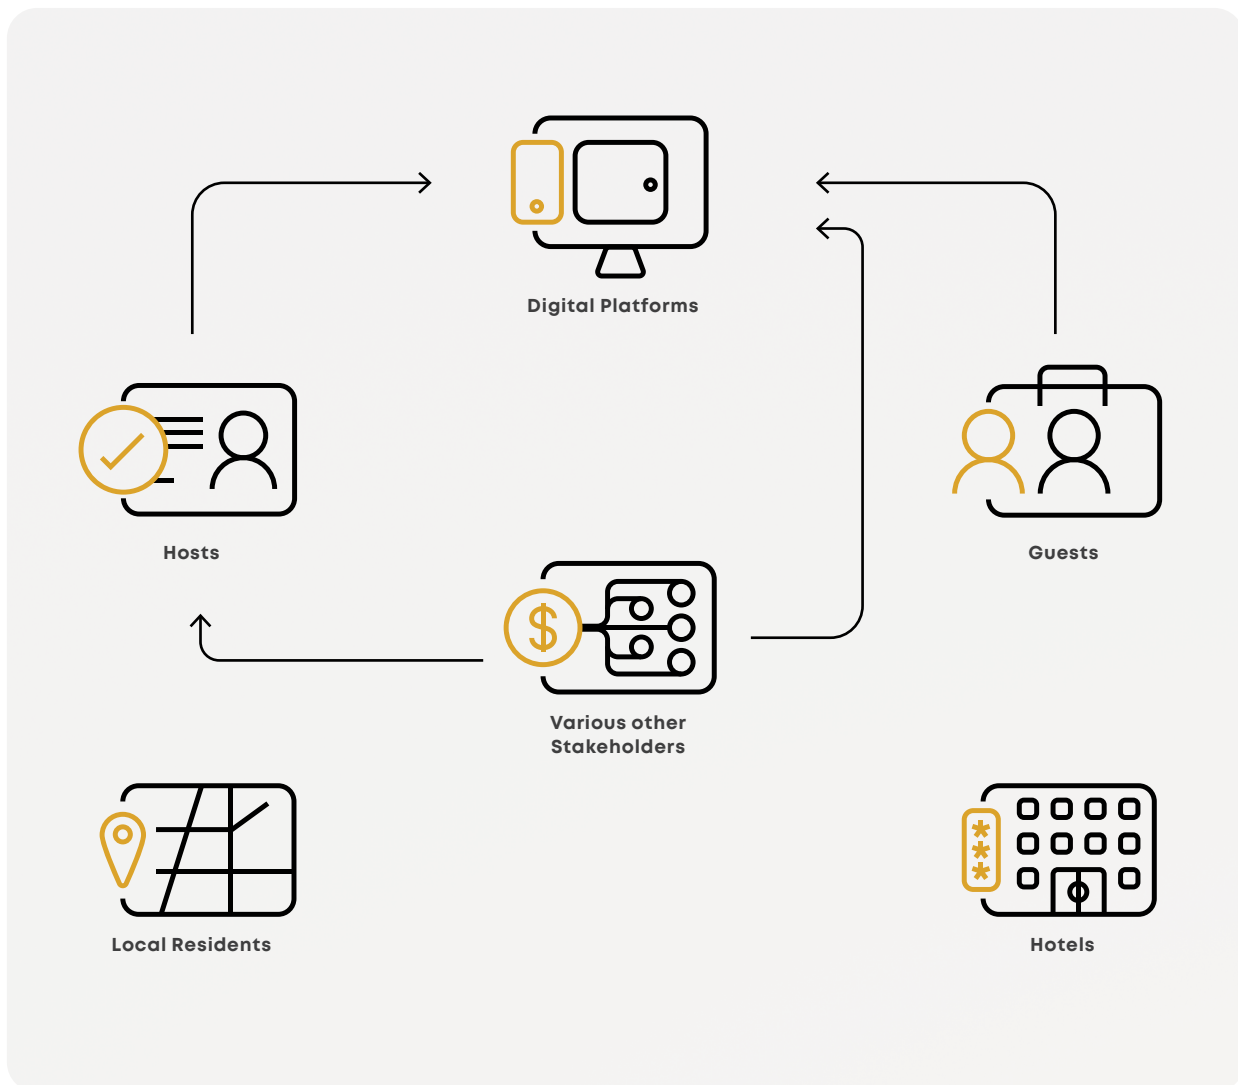 Digital Platforms
Hosts
Guests
$
Various other
Stakeholders
Local Residents
***
Hotels